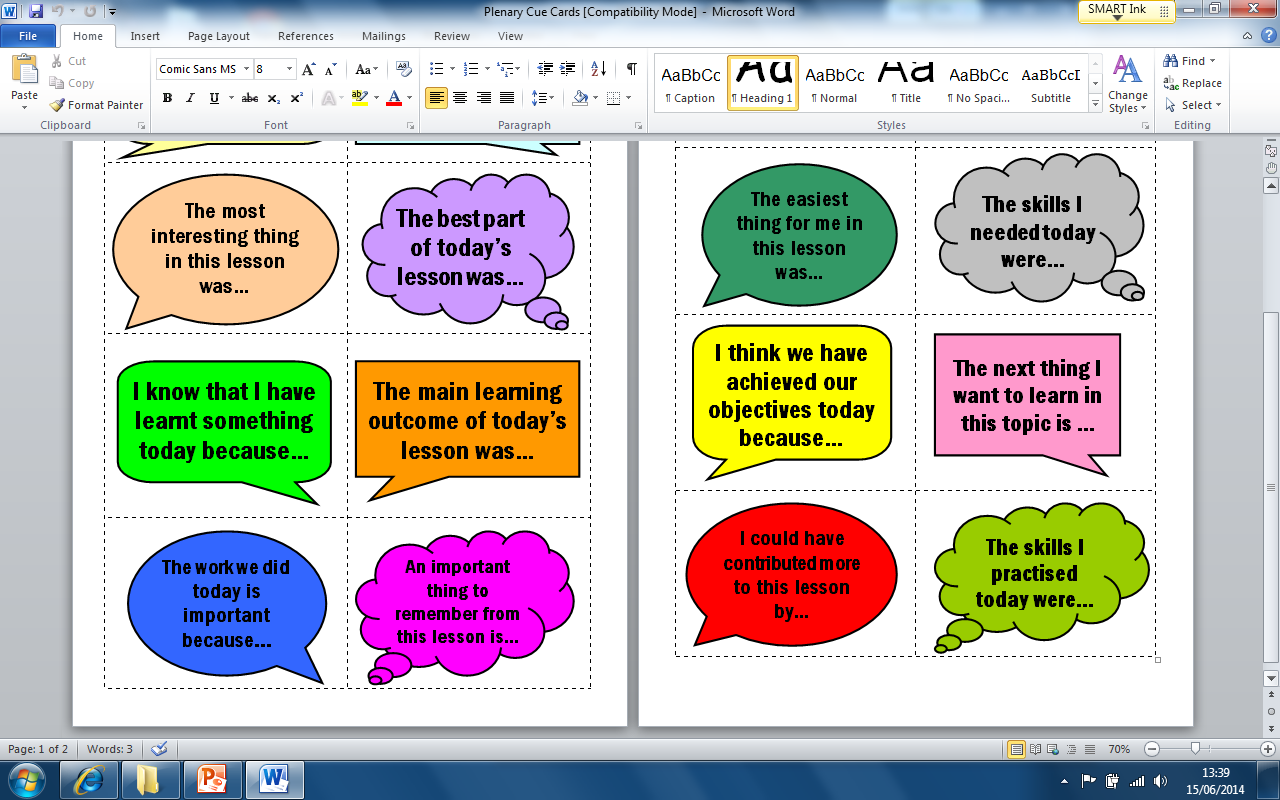 Plenary Cue Cards [Compatibility Mode] - Microsoft Word
SMART Ink
File Home Insert Page Layout References Mailings Review View
Paste
Cut
Copy
Format Painter
Clipboard
Comic Sans MS 8
Font
Paragraph
AaBbCc AaBbCc AaBbCc AaBbCcI
¶ Caption ¶ Heading 1 ¶ Normal ¶ Title ¶ No Spaci... Subtitle
Styles
Change
Styles
Find
Replace
Select
Editing
The most
interesting thing
in this lesson
was...
The best part
of today's
lesson was...
I know that I have
learnt something
today because...
The main learning
outcome of today's
lesson was...
The work we did
today is
important
because...
An important
thing to
remember from
this lesson is...
The easiest
thing for me in
this lesson
was...
The skills I
needed today
were...
I think we have
achieved our
objectives today
because...
The next thing I
want to learn in
this topic is ...
I could have
contributed more
to this lesson
by...
The skills I
practised
today were...
Page: 1 of 2 Words: 3
70%
13:39
15/06/2014